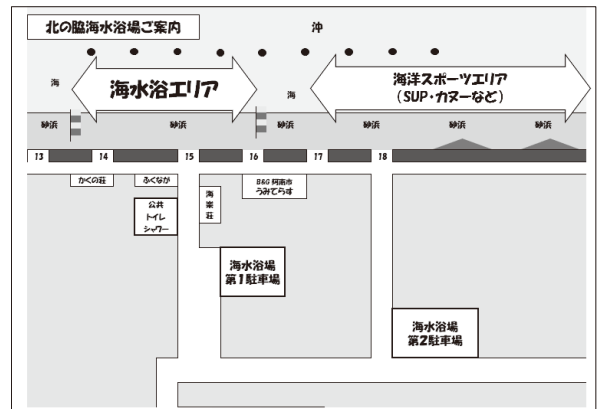 北の脇海水浴場ご案内
沖
海
海水浴エリア
海
海洋スポーツエリア
(SUP・カヌーなど)
砂浜
砂浜
砂浜
砂浜
砂浜
砂浜
13
14
15
16
17
18
かくの荘
ふくなが
海楽荘
B&G 阿南市
うみてらす
公共
トイレ
シャワー
海水浴場
第1駐車場
海水浴場
第2駐車場